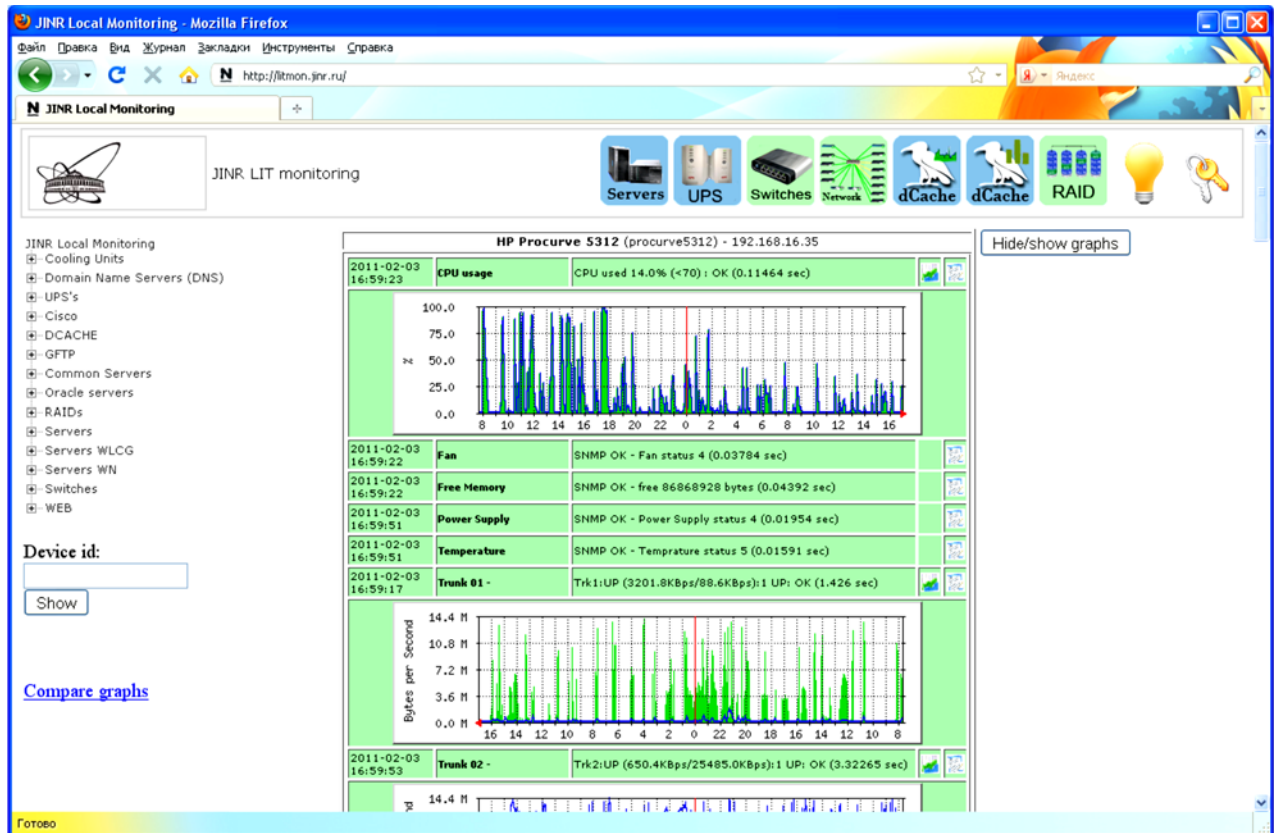 JINR Local Monitoring - Mozilla Firefox
Файл Правка Вид Журнал Закладки Инструменты Справка
N http://litmon.jinr.ru/
Я Яндекс
N JINR Local Monitoring
JINR LIT monitoring
Servers UPS Switches Network dCache dCache RAID
JINR Local Monitoring
Cooling Units
Domain Name Servers (DNS)
UPS's
Cisco
DCACHE
GFTP
Common Servers
Oracle servers
RAIDs
Servers
Servers WLCG
Servers WN
Switches
WEB
Device id:
Show
Compare graphs
HP Procurve 5312 (procurve5312) - 192.168.16.35
2011-02-03 16:59:23 CPU usage CPU used 14.0% (<70) : OK (0.11464 sec)
100.0
75.0
50.0
25.0
0.0
%
8 10 12 14 16 18 20 22 0 2 4 6 8 10 12 14 16
2011-02-03 16:59:22 Fan SNMP OK - Fan status 4 (0.03784 sec)
2011-02-03 16:59:22 Free Memory SNMP OK - free 86868928 bytes (0.04392 sec)
2011-02-03 16:59:51 Power Supply SNMP OK - Power Supply status 4 (0.01954 sec)
2011-02-03 16:59:51 Temperature SNMP OK - Temprature status 5 (0.01591 sec)
2011-02-03 16:59:17 Trunk 01 - Trk1:UP (3201.8KBps/88.6KBps):1 UP: OK (1.426 sec)
14.4 M
10.8 M
7.2 M
3.6 M
0.0 M
Bytes per Second
16 14 12 10 8 6 4 2 0 22 20 18 16 14 12 10 8
2011-02-03 16:59:53 Trunk 02 - Trk2:UP (650.4KBps/25485.0KBps):1 UP: OK (3.32265 sec)
14.4 M
Hide/show graphs
Готово